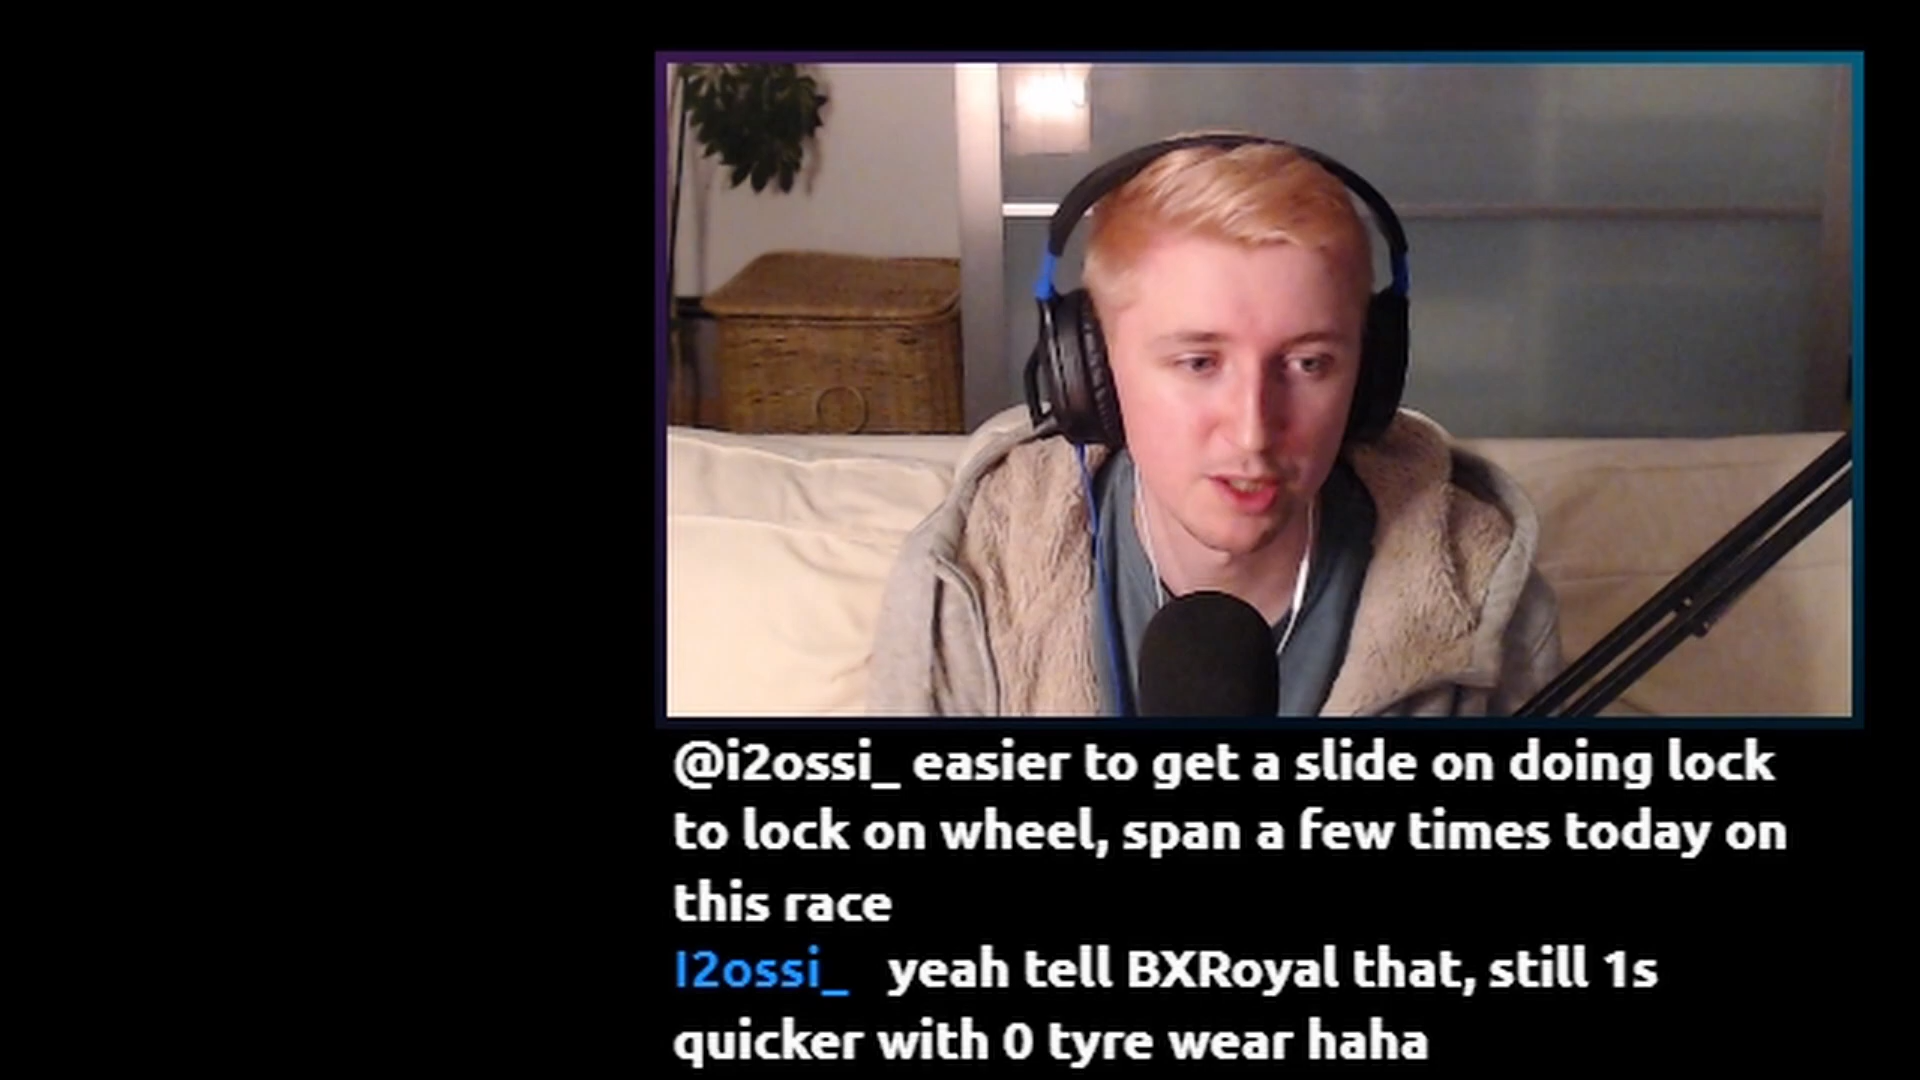 @i2ossi_ easier to get a slide on doing lock
to lock on wheel, span a few times today on
this race
I2ossi_ yeah tell BXRoyal that, still 1s
quicker with 0 tyre wear haha